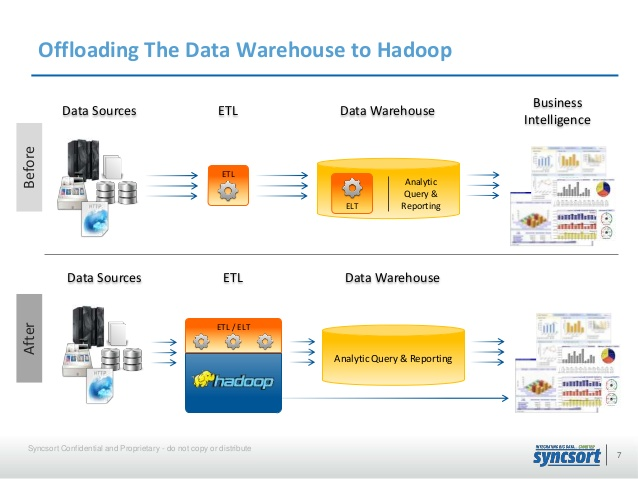 Offloading The Data Warehouse to Hadoop
Data Sources
ETL
Data Warehouse
Business
Intelligence
Before
HTTP
ETL
ELT
Analytic
Query &
Reporting
Data Sources
ETL
Data Warehouse
After
HTTP
ETL / ELT
hadoop
Analytic Query & Reporting
Syncsort Confidential and Proprietary - do not copy or distribute
syncsort
7